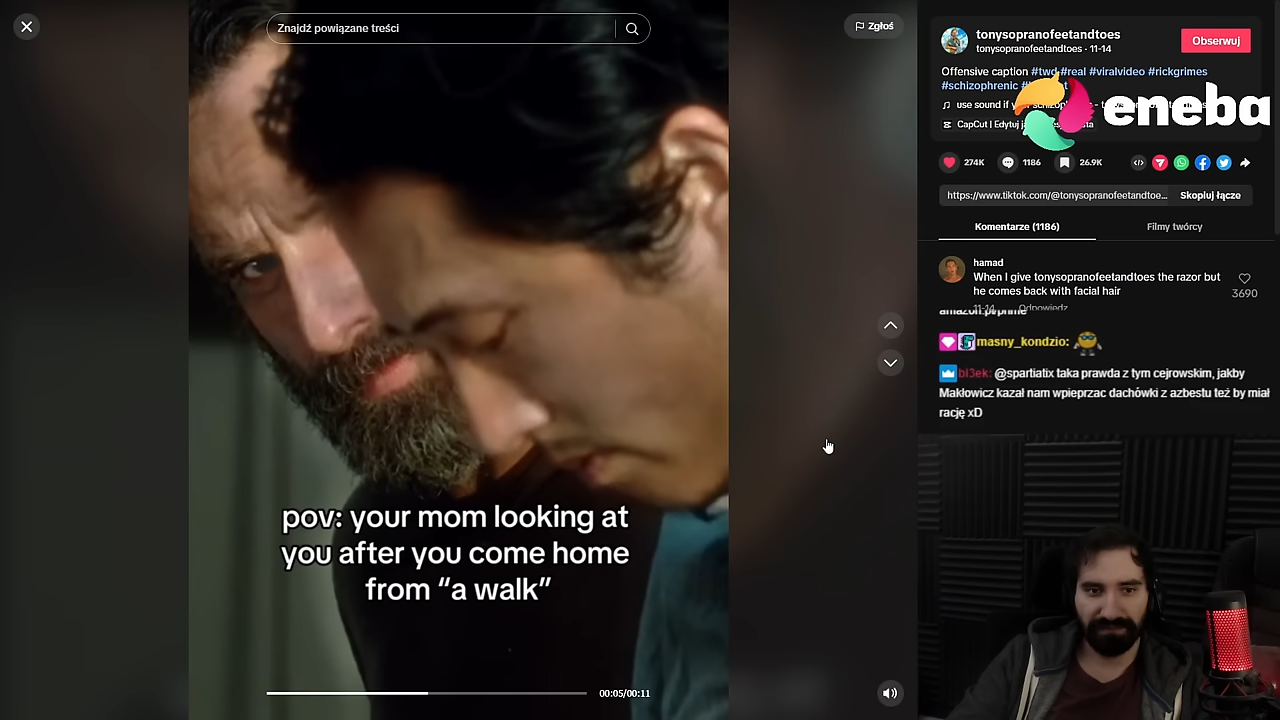 Znajdź powiązane treści
Zgłoś
pov: your mom looking at
you after you come home
from “a walk”
00:05/00:11
tonysopranofeetandtoes
tonysopranofeetandtoes · 11-14
Obserwuj
Offensive caption #twd #real #viralvideo #rickgrimes
#schizophrenic
use sound if
CapCut | Edytuj
eneba
274K
1186
26.9K
https://www.tiktok.com/@tonysopranofeetandtoe...
Skopiuj łącze
Komentarze (1186)
Filmy twórcy
hamad
When I give tonysopranofeetandtoes the razor but
he comes back with facial hair
3690
11-14 Odpowiedz
masny_kondzio:
bl3ek: @spartiatix taka prawda z tym cejrowskim, jakby
Makłowicz kazał nam wpieprzac dachówki z azbestu też by miał
rację xD